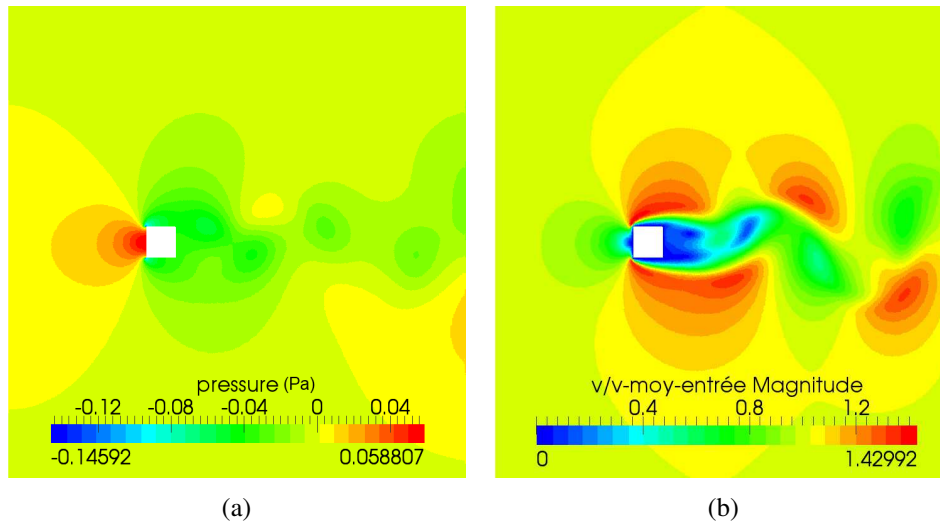 pressure (Pa)
-0.12 -0.08 -0.04 0 0.04
-0.14592 0.058807
(a)
v/v-moy-entrée Magnitude
0.4 0.8 1.2
0 1.42992
(b)